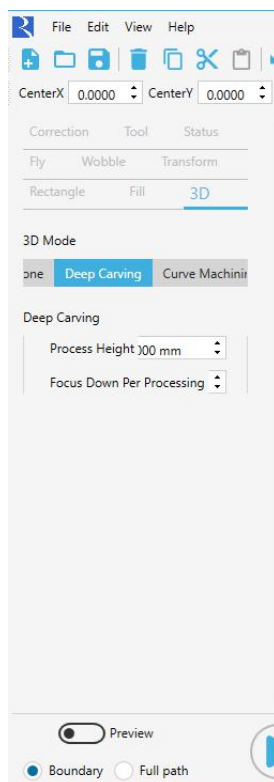 File Edit View Help
CenterX 0.0000 CenterY 0.0000
Correction Tool Status
Fly Wobble Transform
Rectangle Fill 3D
3D Mode
one Deep Carving Curve Machinin
Deep Carving
Process Height 00 mm
Focus Down Per Processing
Preview
Boundary Full path